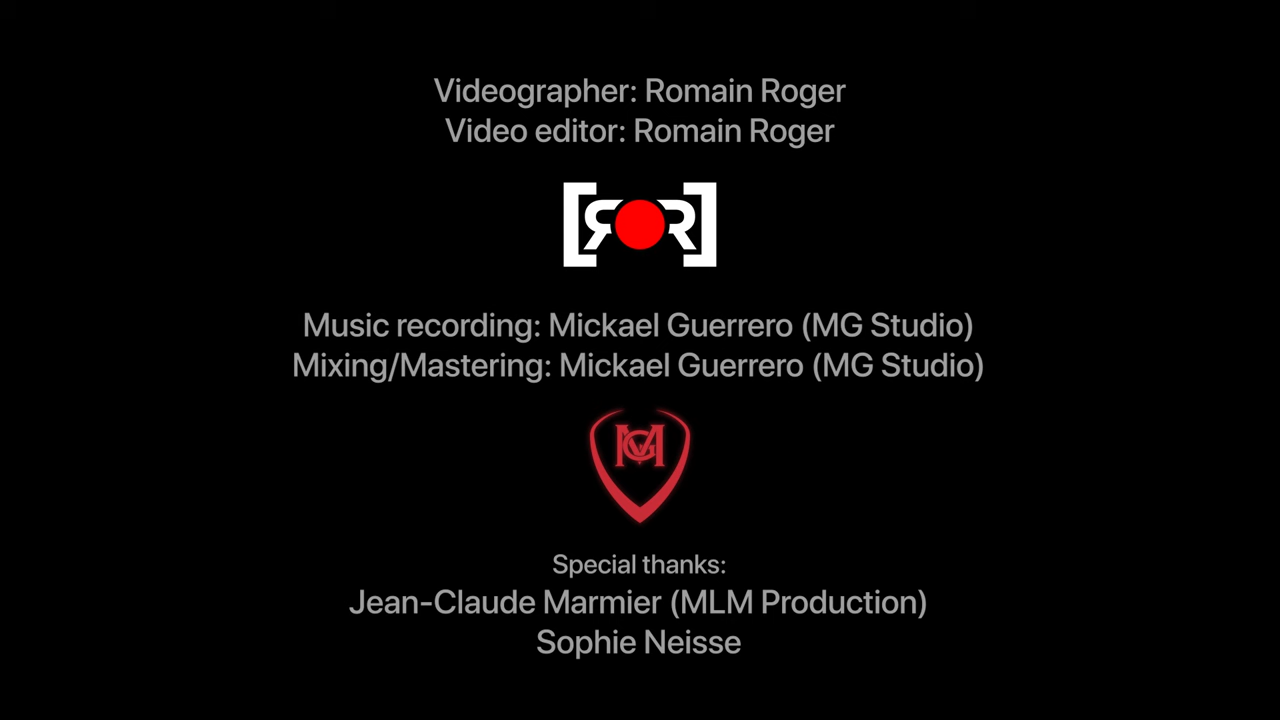 Videographer: Romain Roger
Video editor: Romain Roger
[R R]
Music recording: Mickael Guerrero (MG Studio)
Mixing/Mastering: Mickael Guerrero (MG Studio)
MG
Special thanks:
Jean-Claude Marmier (MLM Production)
Sophie Neisse